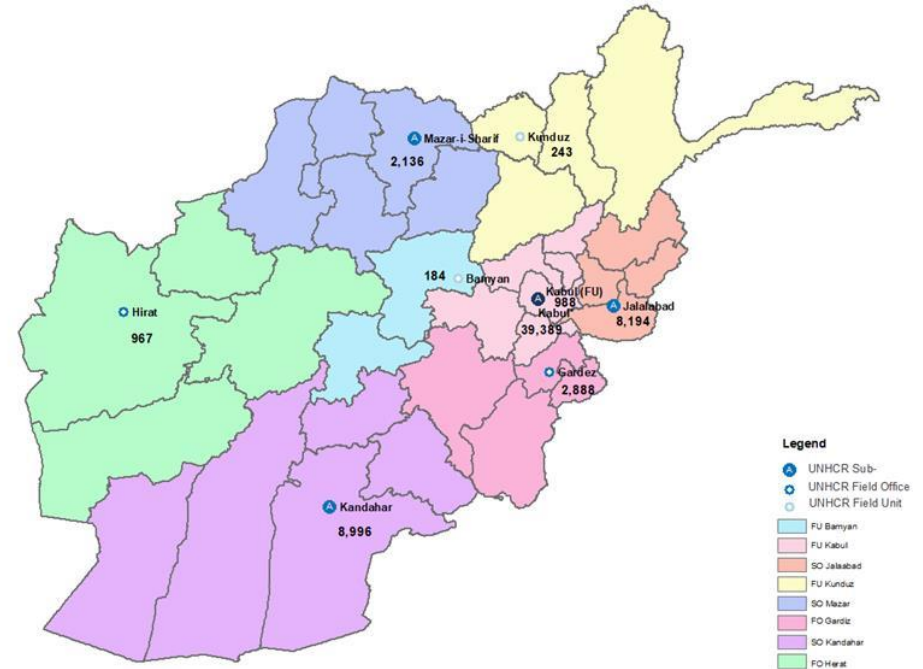 Mazar-i-Sharif
2,136
Kunduz
243
184
Bamyan
Kabul (FU)
988
Kabul*
39,389
Jalalabad
8,194
Hirat
967
Gardez
2,888
Kandahar
8,996
Legend
UNHCR Sub-
UNHCR Field Office
UNHCR Field Unit
FU Bamyan
FU Kabul
SO Jalaabad
FU Kunduz
SO Mazar
FO Gardiz
SO Kandahar
FO Herat